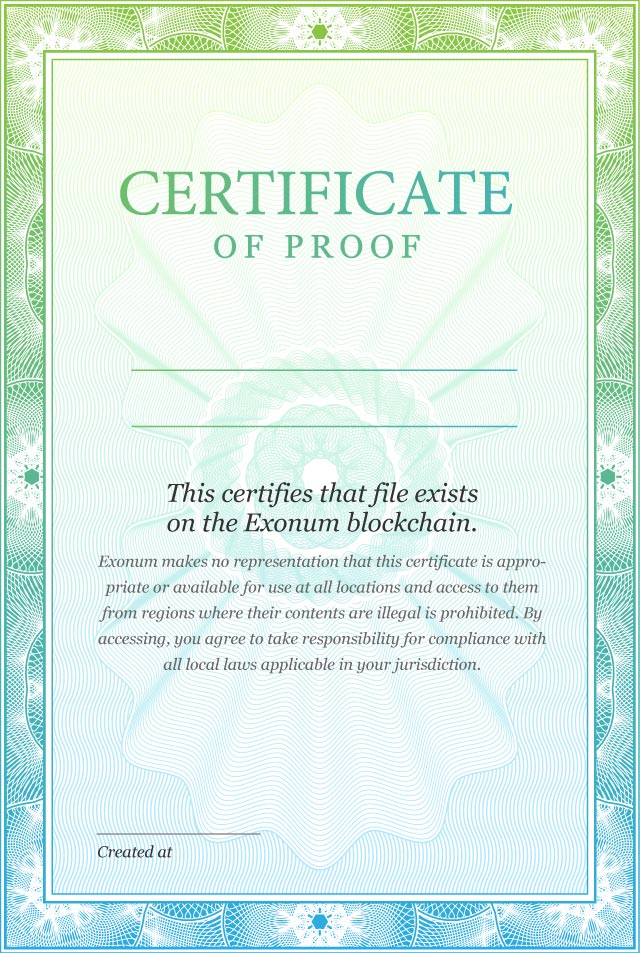 CERTIFICATE
OF PROOF
This certifies that file exists
on the Exonum blockchain.
Exonum makes no representation that this certificate is appro-
priate or available for use at all locations and access to them
from regions where their contents are illegal is prohibited. By
accessing, you agree to take responsibility for compliance with
all local laws applicable in your jurisdiction.
Created at